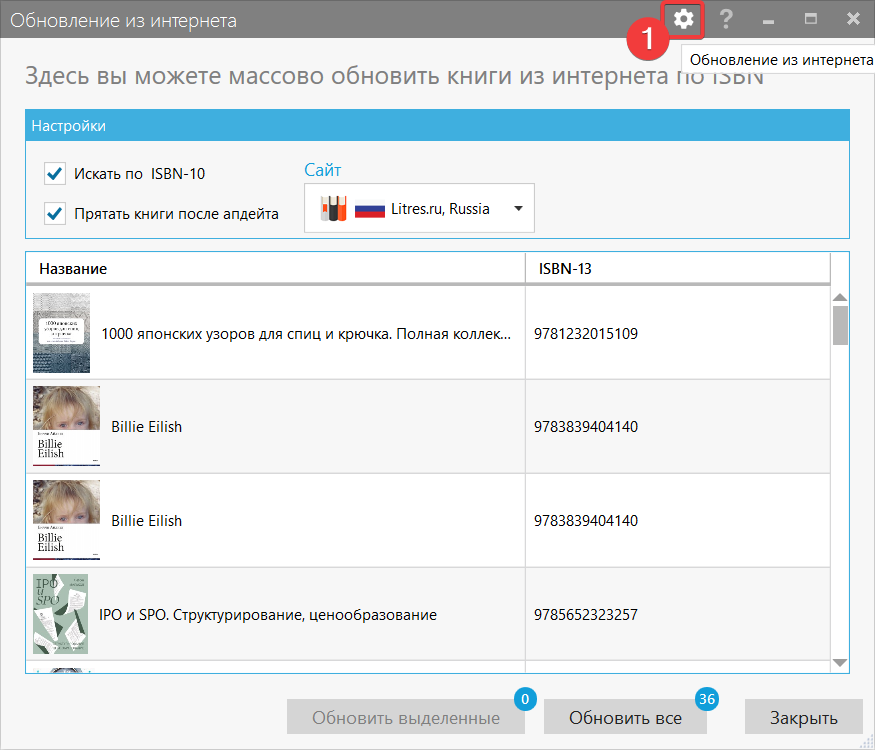 Обновление из интернета
?
1
Обновление из интернета
Здесь вы можете массово обновить книги из интернета по ISBN
Настройки
Искать по ISBN-10
Сайт
Прятать книги после апдейта
Litres.ru, Russia
Название
ISBN-13
1000 японских узоров для спиц и крючка. Полная коллек...
9781232015109
Billie Eilish
9783839404140
Billie
Eilish
Billie Eilish
9783839404140
Billie
Eilish
IPO и SPO. Структурирование, ценообразование
9785652323257
IPO
и
SPO
0
36
Обновить выделенные
Обновить все
Закрыть